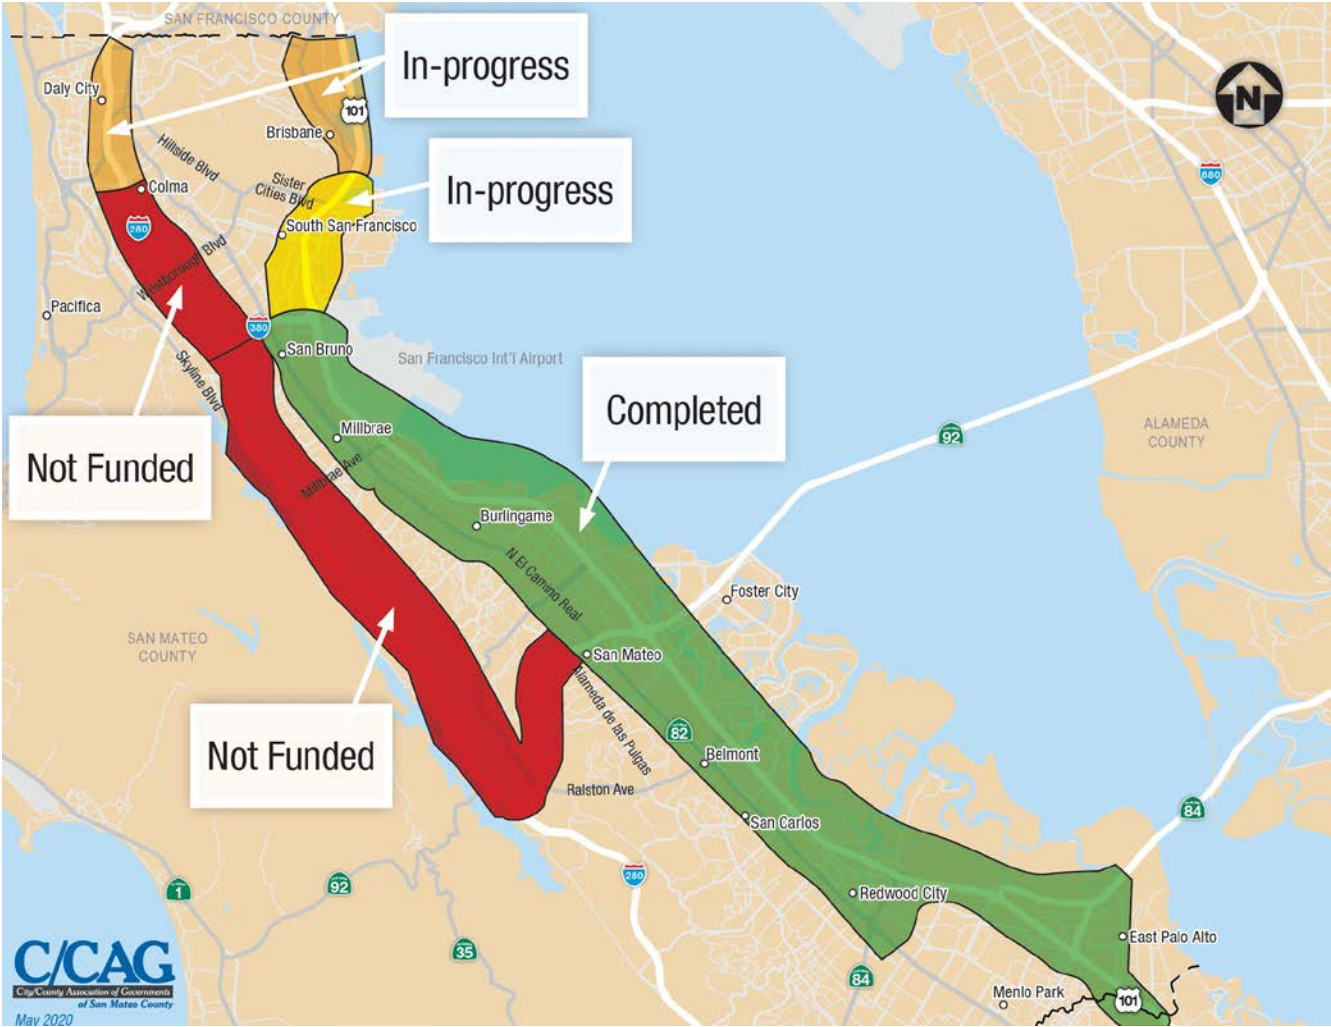 SAN FRANCISCO COUNTY
In-progress
Daly City
101
Brisbane
N
Hillside Blvd
Sister
Cities Blvd
In-progress
680
Colma
280
South San Francisco
Westborough Blvd
Pacifica
380
San Bruno
San Francisco Int'l Airport
Skyline Blvd
Completed
Not Funded
Millbrae
Millbrae Ave
92
ALAMEDA
COUNTY
Burlingame
N El Camino Real
Foster City
SAN MATEO
COUNTY
San Mateo
Alameda de las Pulgas
Not Funded
82
Belmont
Ralston Ave
San Carlos
84
280
1
92
Redwood City
East Palo Alto
35
84
Menlo Park
101
C/CAG
City/County Association of Governments
of San Mateo County
May 2020